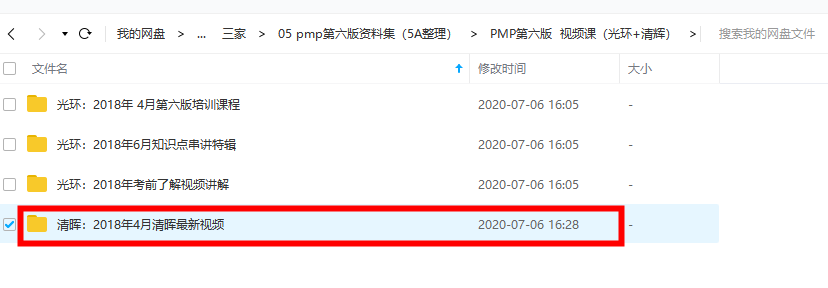 我的网盘 > ... 三家 > 05 pmp第六版资料集（5A整理） > PMP第六版 视频课（光环+清辉） > 搜索我的网盘文件
文件名 修改时间 大小
光环：2018年 4月第六版培训课程 2020-07-06 16:05 -
光环：2018年6月知识点串讲特辑 2020-07-06 16:05 -
光环：2018年考前了解视频讲解 2020-07-06 16:05 -
清晖：2018年4月清晖最新视频 2020-07-06 16:28 -